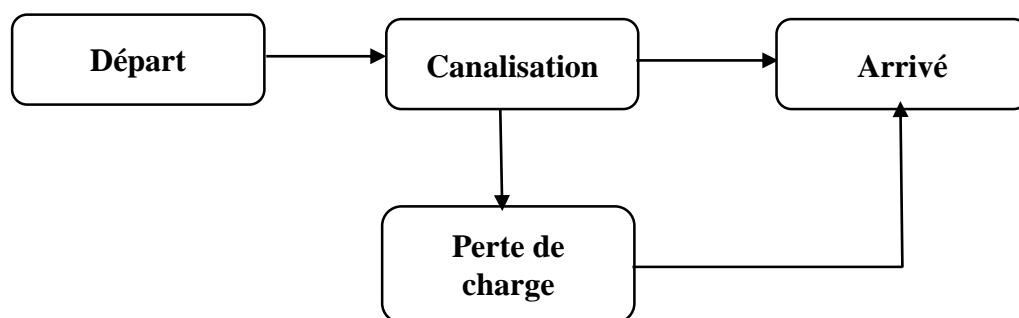 Départ
Canalisation
Arrivé
Perte de
charge